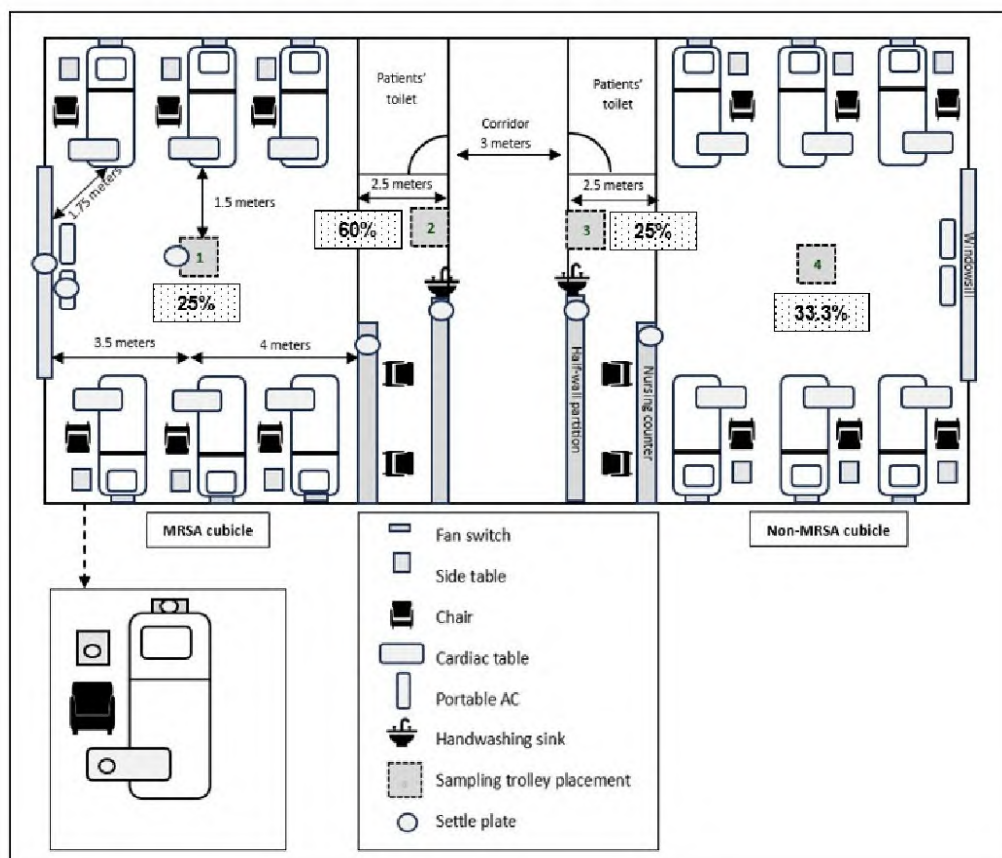 Patients'
toilet
Corridor
3 meters
Patients'
toilet
1.75 meters
1.5 meters
2.5 meters
2.5 meters
60%
2
3
25%
1
25%
4
33.3%
Windowsill
3.5 meters
4 meters
Half-wall partition
Nursing counter
MRSA cubicle
Non-MRSA cubicle
Fan switch
Side table
Chair
Cardiac table
Portable AC
Handwashing sink
Sampling trolley placement
Settle plate